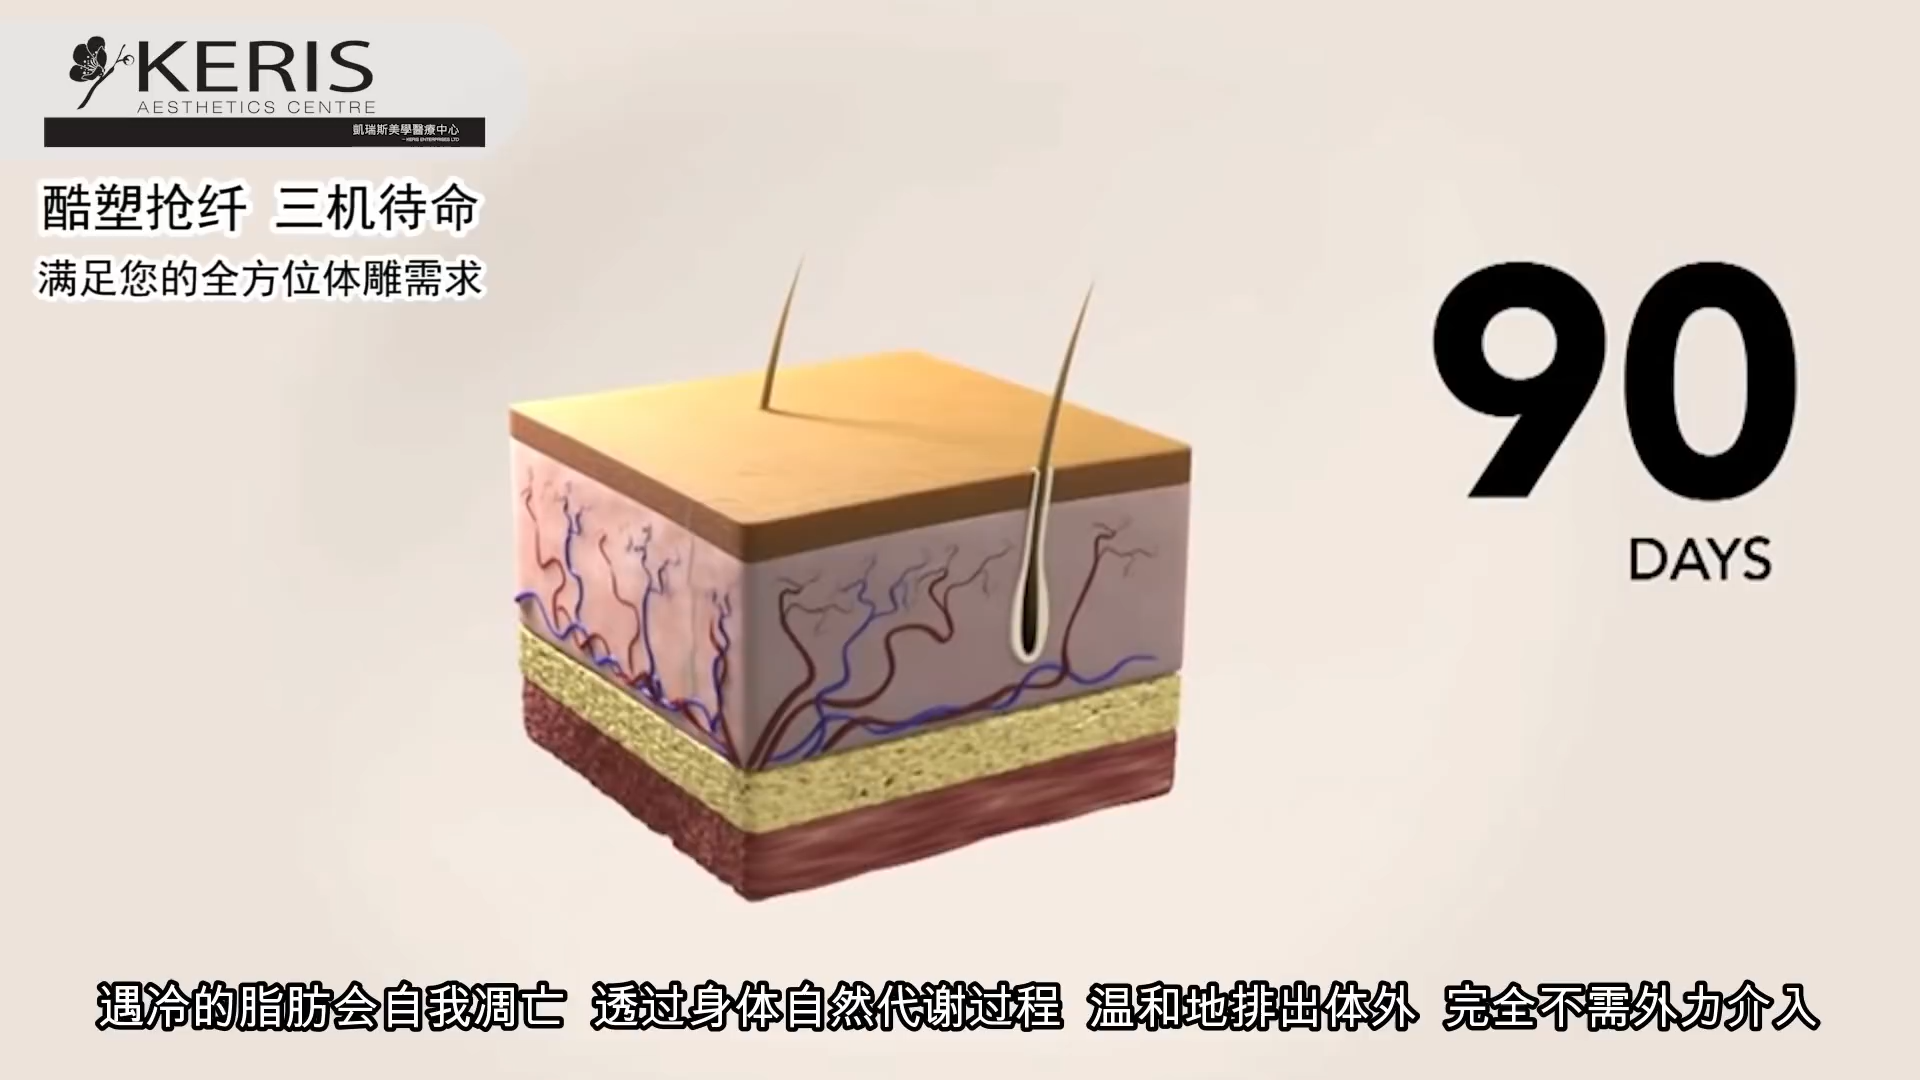 KERIS
AESTHETICS CENTRE
凱瑞斯美學醫療中心
- KERIS ENTERPRISES LTD
酷塑抢纤 三机待命
满足您的全方位体雕需求
90
DAYS
遇冷的脂肪会自我凋亡 透过身体自然代谢过程 温和地排出体外 完全不需外力介入